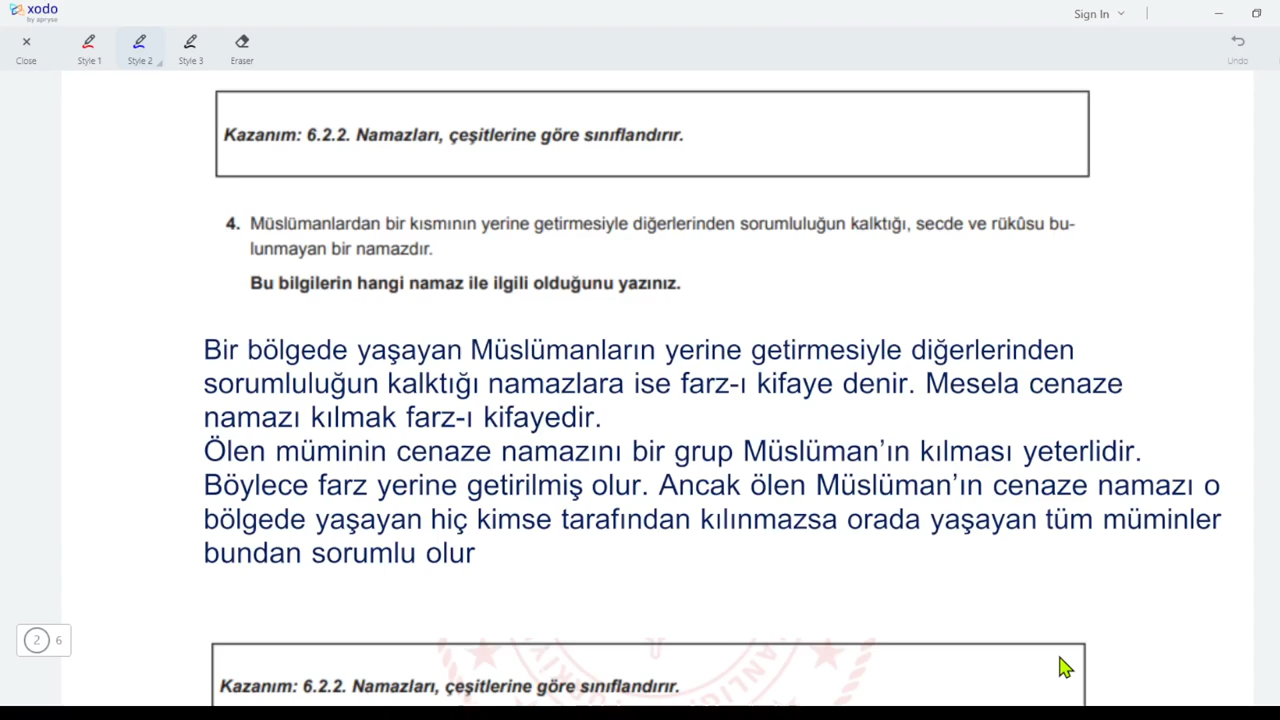 xodo
by apryse
Sign In
Close
Style 1
Style 2
Style 3
Eraser
Undo
Kazanım: 6.2.2. Namazları, çeşitlerine göre sınıflandırır.
4. Müslümanlardan bir kısmının yerine getirmesiyle diğerlerinden sorumluluğun kalktığı, secde ve rükûsu bu-
lunmayan bir namazdır.
Bu bilgilerin hangi namaz ile ilgili olduğunu yazınız.
Bir bölgede yaşayan Müslümanların yerine getirmesiyle diğerlerinden
sorumluluğun kalktığı namazlara ise farz-ı kifaye denir. Mesela cenaze
namazı kılmak farz-ı kifayedir.
Ölen müminin cenaze namazını bir grup Müslüman’ın kılması yeterlidir.
Böylece farz yerine getirilmiş olur. Ancak ölen Müslüman’ın cenaze namazı o
bölgede yaşayan hiç kimse tarafından kılınmazsa orada yaşayan tüm müminler
bundan sorumlu olur
2 6
Kazanım: 6.2.2. Namazları, çeşitlerine göre sınıflandırır.